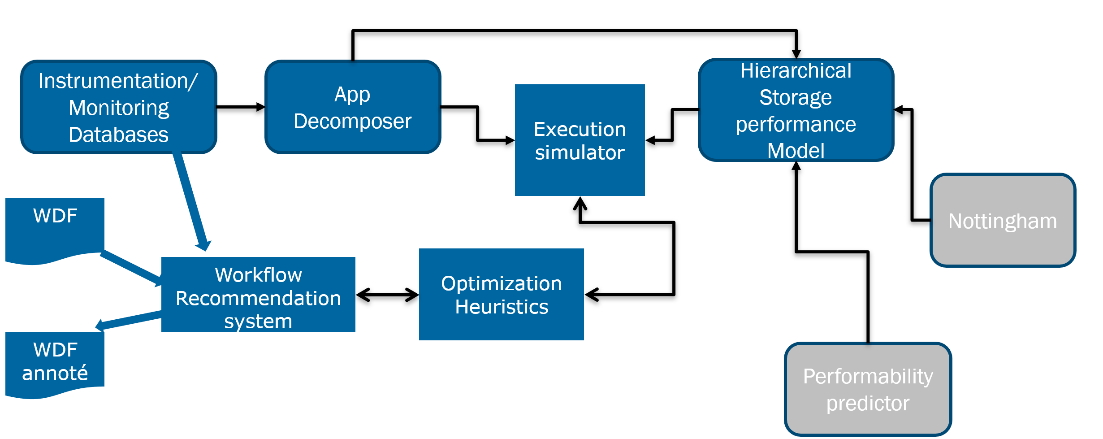 Instrumentation/
Monitoring
Databases
App
Decomposer
Execution
simulator
Hierarchical
Storage
performance
Model
Nottingham
WDF
Workflow
Recommendation
system
Optimization
Heuristics
WDF
annoté
Performability
predictor